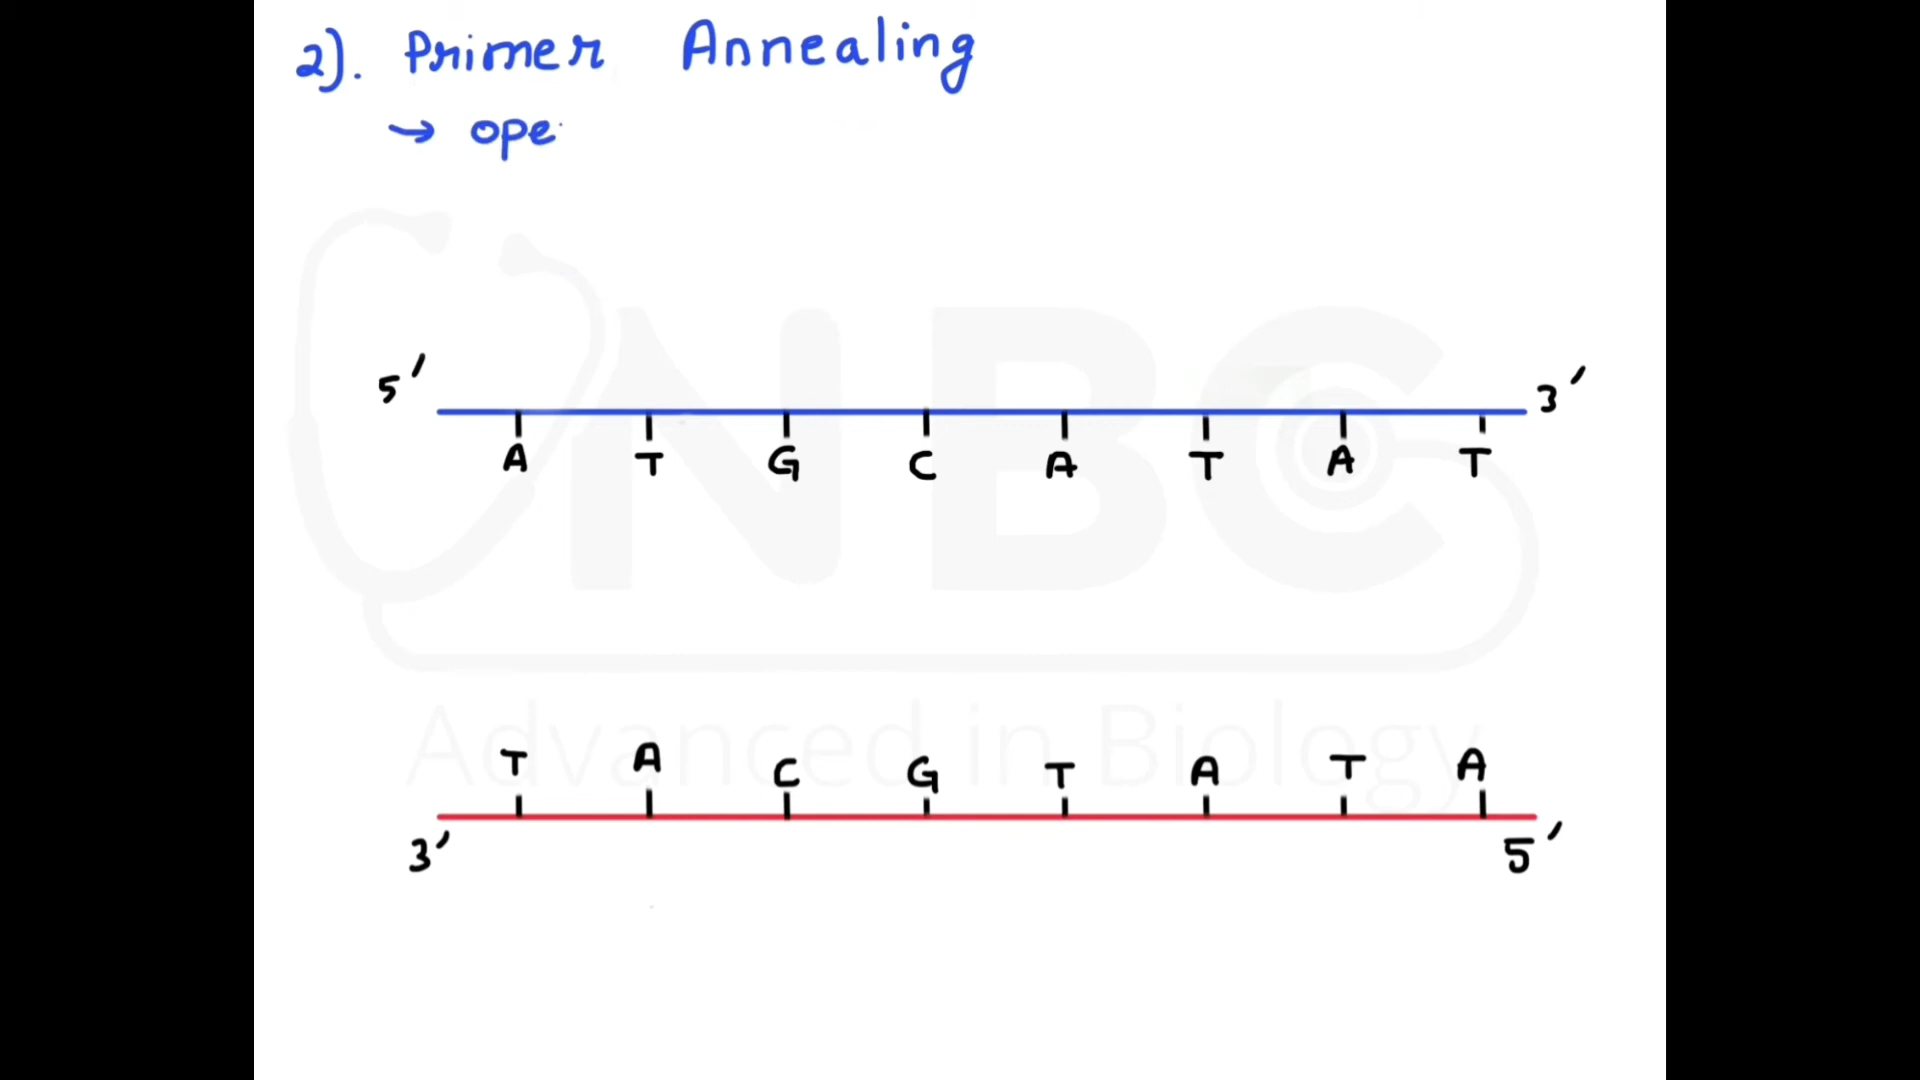 2). Primer Annealing
→ ope
5' 3'
A T G C A T A T
NBC
Advanced in Biology
T A C G T A T A
3' 5'